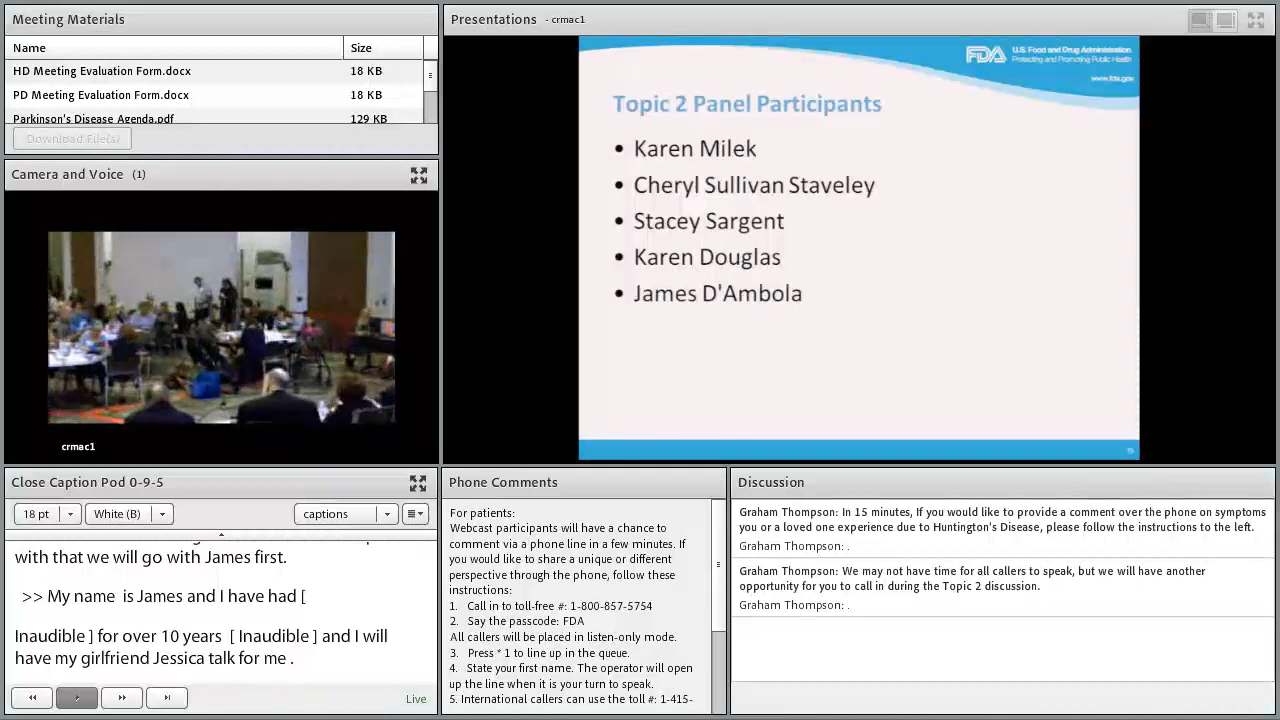 Meeting Materials
Name Size
HD Meeting Evaluation Form.docx 18 KB
PD Meeting Evaluation Form.docx 18 KB
Parkinson's Disease Agenda.pdf 129 KB
Download File(s)
Camera and Voice (1)
crmac1
Presentations - crmac1
FDA U.S. Food and Drug Administration
Protecting and Promoting Public Health
www.fda.gov
Topic 2 Panel Participants
• Karen Milek
• Cheryl Sullivan Staveley
• Stacey Sargent
• Karen Douglas
• James D'Ambola
Close Caption Pod 0-9-5
18 pt White (B) captions
with that we will go with James first.
>> My name is James and I have had [
Inaudible ] for over 10 years [ Inaudible ] and I will
have my girlfriend Jessica talk for me .
Live
Phone Comments
For patients:
Webcast participants will have a chance to
comment via a phone line in a few minutes. If
you would like to share a unique or different
perspective through the phone, follow these
instructions:
1. Call in to toll-free #: 1-800-857-5754
2. Say the passcode: FDA
All callers will be placed in listen-only mode.
3. Press * 1 to line up in the queue.
4. State your first name. The operator will open
up the line when it is your turn to speak.
5. International callers can use the toll #: 1-415-
Discussion
Graham Thompson: In 15 minutes, If you would like to provide a comment over the phone on symptoms
you or a loved one experience due to Huntington's Disease, please follow the instructions to the left.
Graham Thompson: .
Graham Thompson: We may not have time for all callers to speak, but we will have another
opportunity for you to call in during the Topic 2 discussion.
Graham Thompson: .